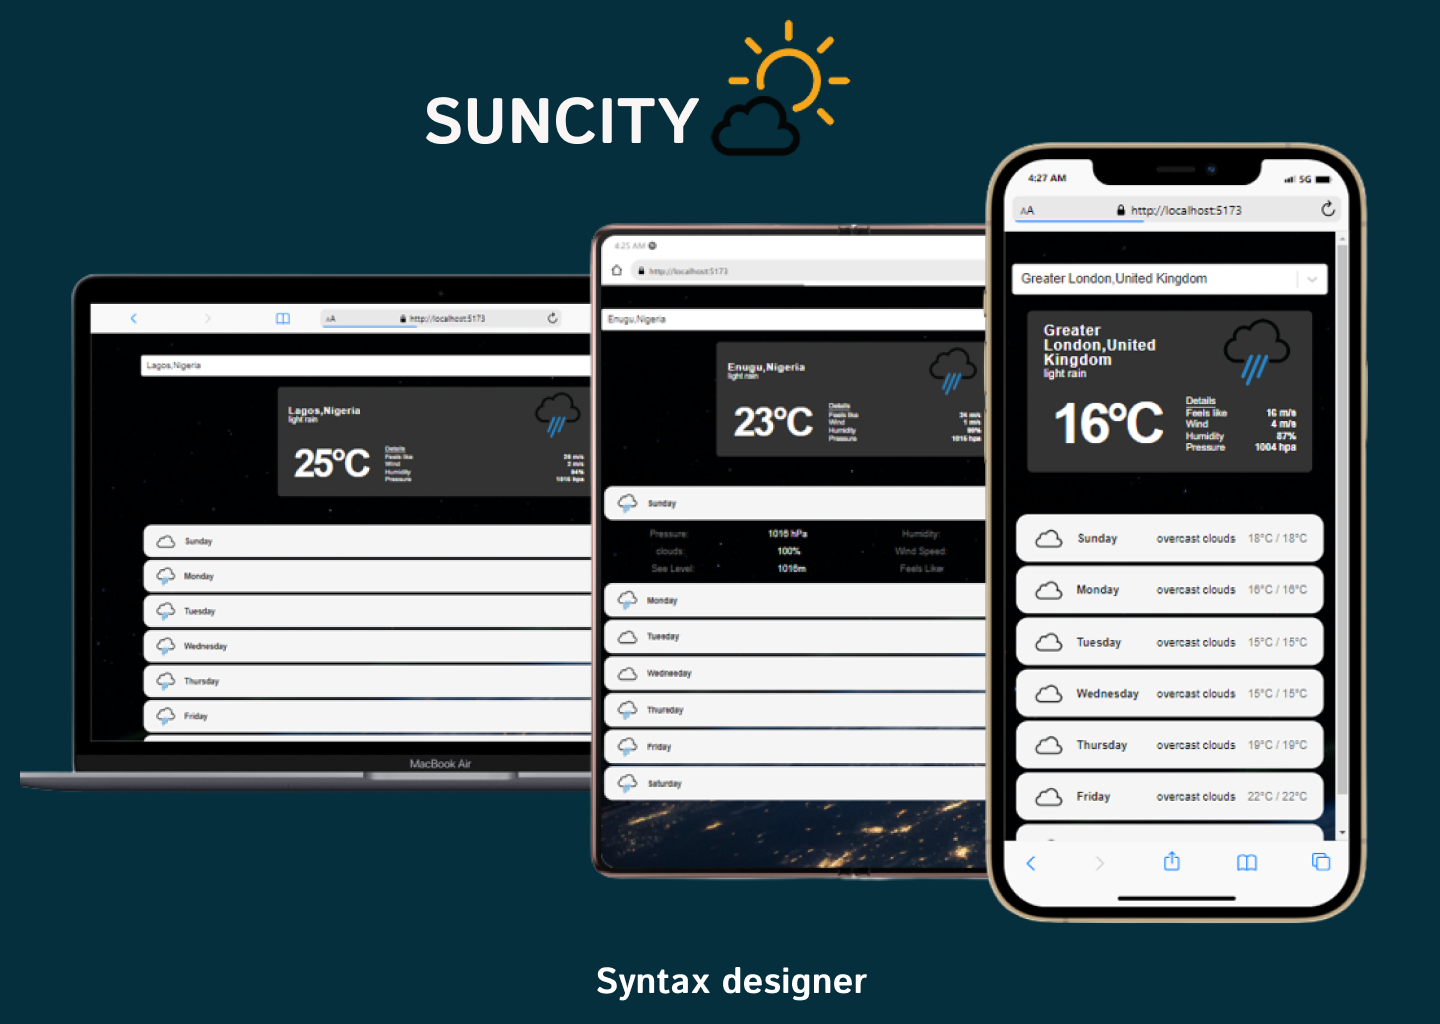 SUNCITY
AA
http://localhost:5173
Lagos,Nigeria
Lagos,Nigeria
light rain
25°C
Details
Feels like 26 m/s
Wind 2 m/s
Humidity 94%
Pressure 1015 hpa
Sunday
Monday
Tuesday
Wednesday
Thursday
Friday
MacBook Air
4:25 AM
http://localhost:5173
Enugu,Nigeria
Enugu,Nigeria
light rain
23°C
Details
Feels like 24 m/s
Wind 1 m/s
Humidity 99%
Pressure 1015 hpa
Sunday
Pressure: 1016 hPa Humidity:
clouds: 100% Wind Speed:
See Level: 1016m Feels Like:
Monday
Tuesday
Wednesday
Thursday
Friday
Saturday
4:27 AM 5G
AA http://localhost:5173
Greater London,United Kingdom
Greater
London,United
Kingdom
light rain
16°C
Details
Feels like 16 m/s
Wind 4 m/s
Humidity 87%
Pressure 1004 hpa
Sunday overcast clouds 18°C / 18°C
Monday overcast clouds 16°C / 16°C
Tuesday overcast clouds 15°C / 15°C
Wednesday overcast clouds 15°C / 15°C
Thursday overcast clouds 19°C / 19°C
Friday overcast clouds 22°C / 22°C
Syntax designer